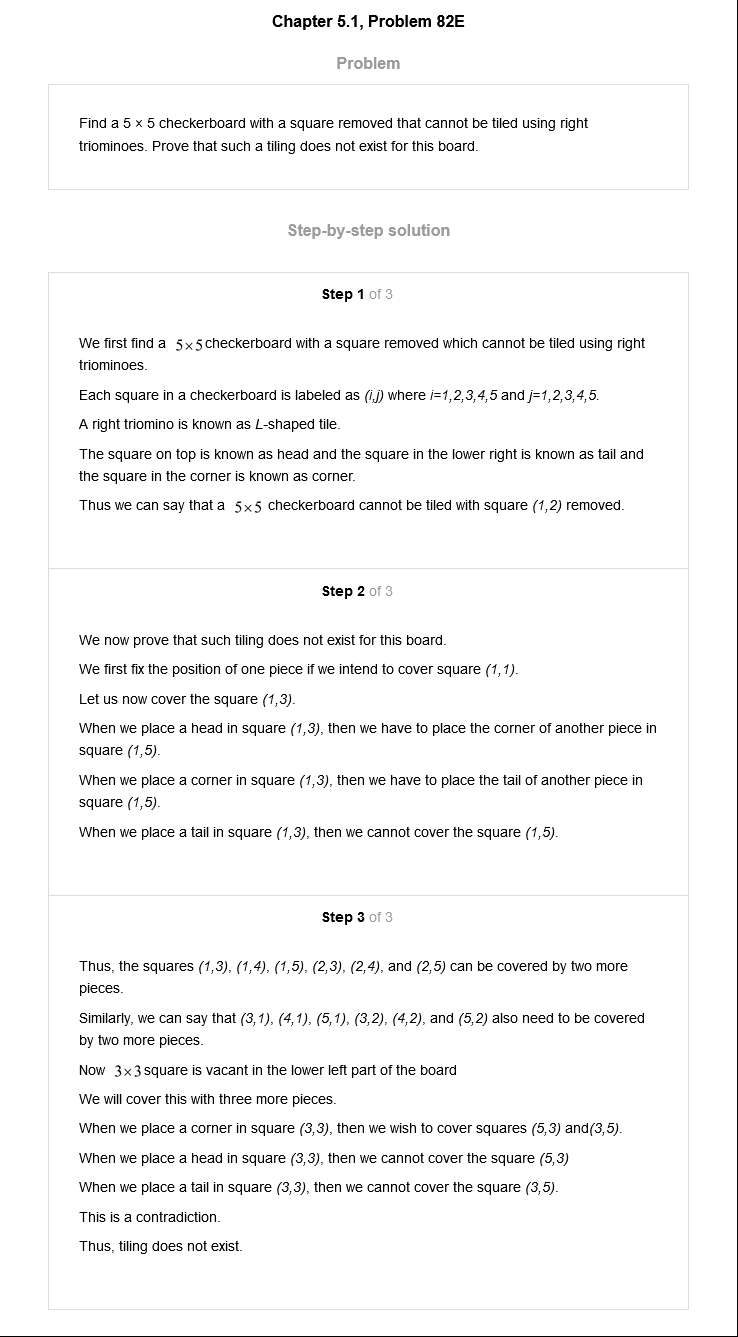 Chapter 5.1, Problem 82E
Problem
Find a 5 × 5 checkerboard with a square removed that cannot be tiled using right
triominoes. Prove that such a tiling does not exist for this board.
Step-by-step solution
Step 1 of 3
We first find a 5×5 checkerboard with a square removed which cannot be tiled using right
triominoes.
Each square in a checkerboard is labeled as (i,j) where i=1,2,3,4,5 and j=1,2,3,4,5.
A right triomino is known as L-shaped tile.
The square on top is known as head and the square in the lower right is known as tail and
the square in the corner is known as corner.
Thus we can say that a 5×5 checkerboard cannot be tiled with square (1,2) removed.
Step 2 of 3
We now prove that such tiling does not exist for this board.
We first fix the position of one piece if we intend to cover square (1,1).
Let us now cover the square (1,3).
When we place a head in square (1,3), then we have to place the corner of another piece in
square (1,5).
When we place a corner in square (1,3), then we have to place the tail of another piece in
square (1,5).
When we place a tail in square (1,3), then we cannot cover the square (1,5).
Step 3 of 3
Thus, the squares (1,3), (1,4), (1,5), (2,3), (2,4), and (2,5) can be covered by two more
pieces.
Similarly, we can say that (3,1), (4,1), (5,1), (3,2), (4,2), and (5,2) also need to be covered
by two more pieces.
Now 3×3 square is vacant in the lower left part of the board
We will cover this with three more pieces.
When we place a corner in square (3,3), then we wish to cover squares (5,3) and(3,5).
When we place a head in square (3,3), then we cannot cover the square (5,3)
When we place a tail in square (3,3), then we cannot cover the square (3,5).
This is a contradiction.
Thus, tiling does not exist.